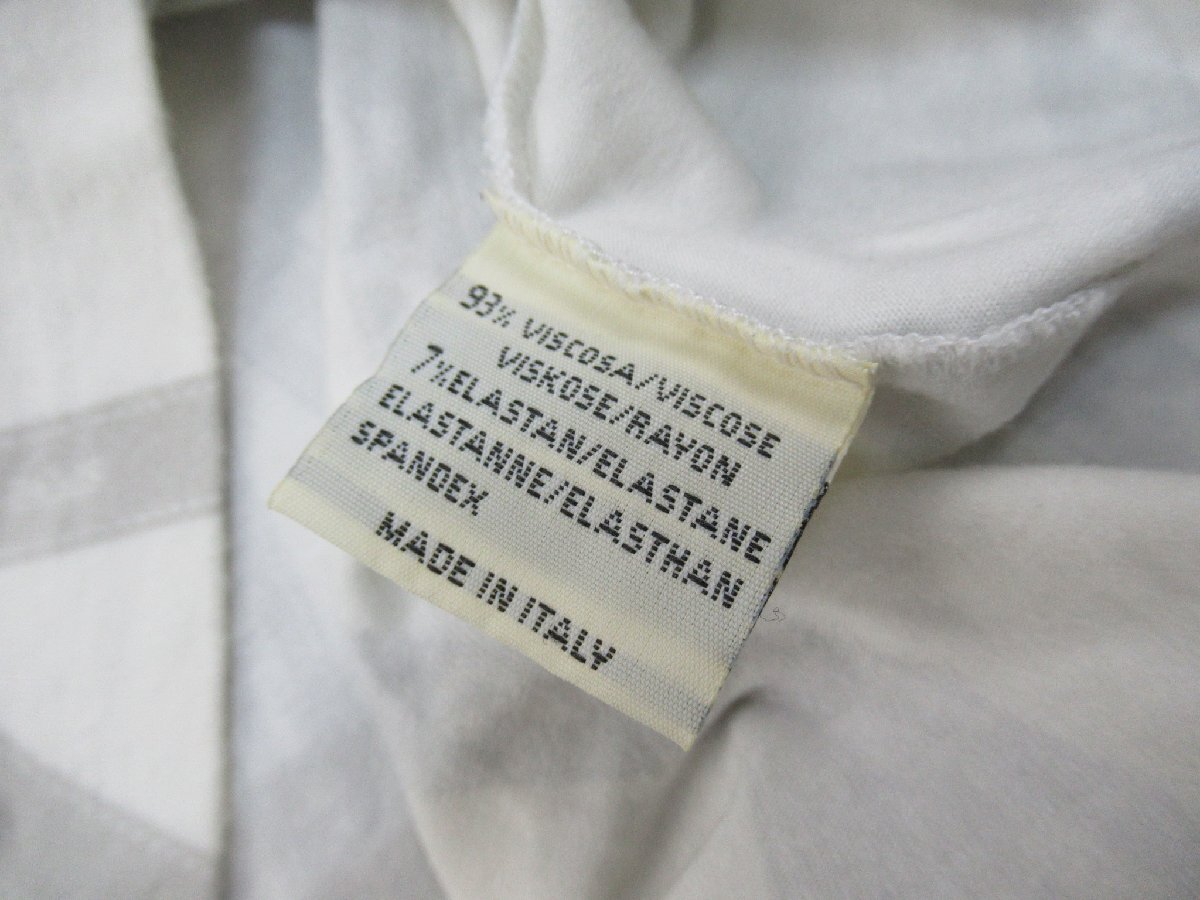 93% VISCOSA/VISCOSE
VISKOSE/RAYON
7%ELASTAN/ELASTANE
ELASTANNE/ELASTHAN
SPANDEX
MADE IN ITALY